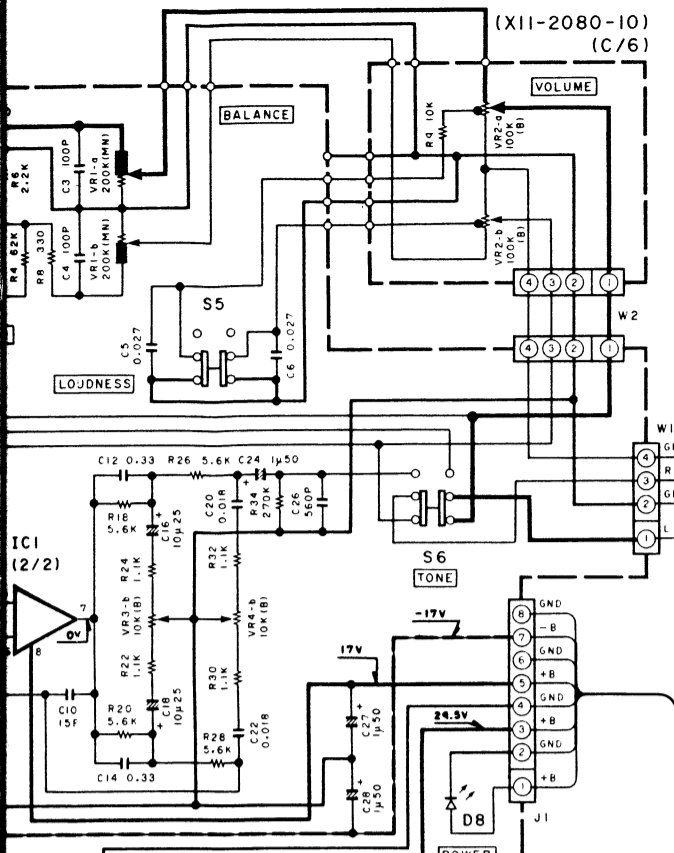 (X11-2080-10)
(C/6)
VOLUME
BALANCE
R9 10K
VR2-a
100K
(B)
R6
2.2K
C3 100P
VR1-a
200K(MN)
R4 62K
R8 330
C4 100P
VR1-b
200K(MN)
VR2-b
100K
(B)
4 3 2 1
W2
4 3 2 1
S5
C5
0.027
C6
0.027
LOUDNESS
W1
C12 0.33
R26 5.6K
C24 1μ50
+
R18
5.6K
C16
10μ25
+
C20
0.018
R34
270K
C26
560P
4 G
3 R
2 G
1 L
S6
TONE
IC1
(2/2)
R24
1.1K
R32
1.1K
7
0V
8
VR3-b
10K(B)
VR4-b
10K(B)
R22
1.1K
R30
1.1K
-17V
17V
24.5V
C10
15F
R20
5.6K
C18
10μ25
+
R28
5.6K
C22
0.018
C14 0.33
C27
1μ50
+
C28
1μ50
+
8 GND
7 -B
6 GND
5 +B
4 GND
3 +B
2 GND
1 +B
J1
D8
POWER